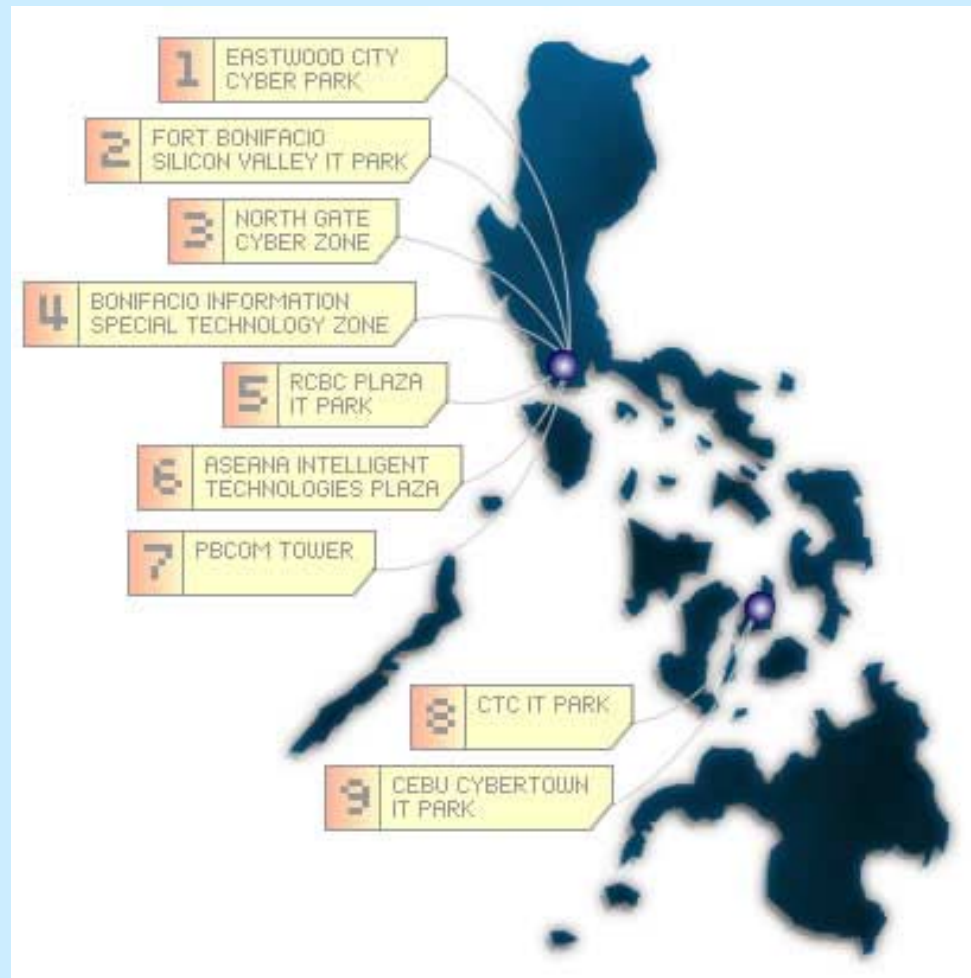 1 EASTWOOD CITY
CYBER PARK
2 FORT BONIFACIO
SILICON VALLEY IT PARK
3 NORTH GATE
CYBER ZONE
4 BONIFACIO INFORMATION
SPECIAL TECHNOLOGY ZONE
5 RCBC PLAZA
IT PARK
6 ASEANA INTELLIGENT
TECHNOLOGIES PLAZA
7 PBCOM TOWER
8 CTC IT PARK
9 CEBU CYBERTOWN
IT PARK